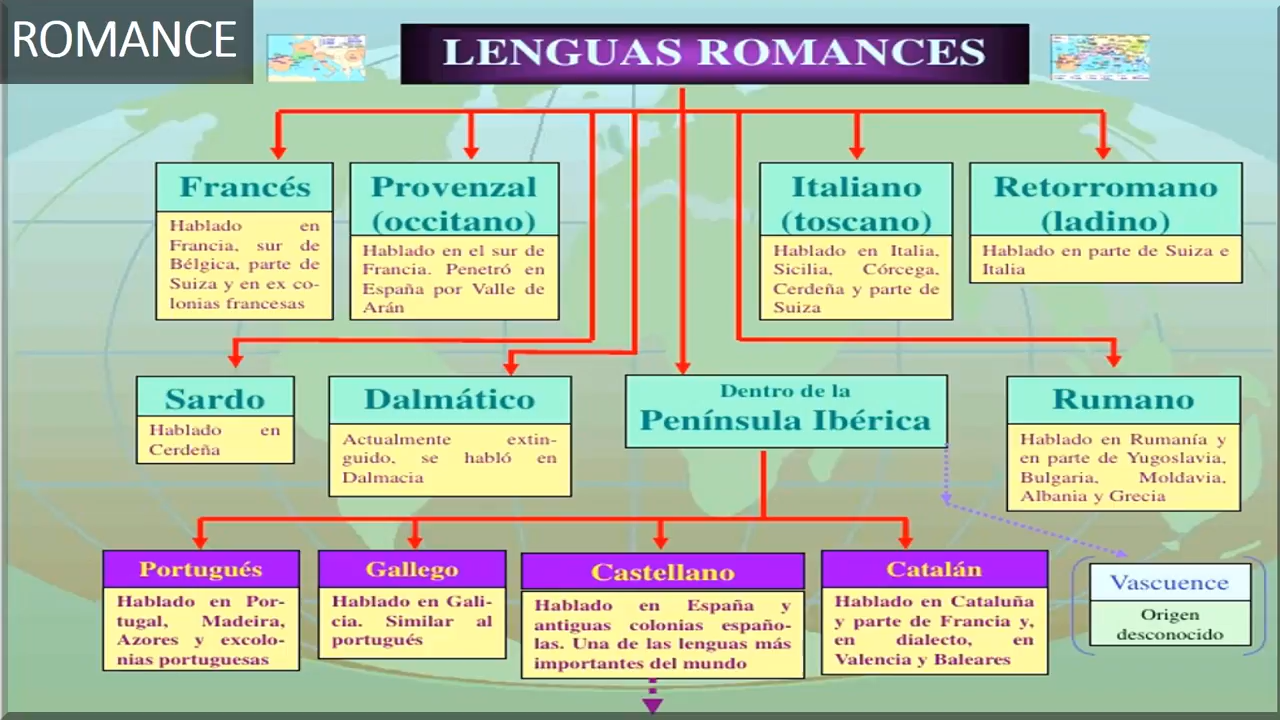 ROMANCE
LENGUAS ROMANCES
Francés
Hablado en
Francia, sur de
Bélgica, parte de
Suiza y en ex co-
lonias francesas
Provenzal
(occitano)
Hablado en el sur de
Francia. Penetró en
España por Valle de
Arán
Italiano
(toscano)
Hablado en Italia,
Sicilia, Córcega,
Cerdeña y parte de
Suiza
Retorromano
(ladino)
Hablado en parte de Suiza e
Italia
Sardo
Hablado en
Cerdeña
Dalmático
Actualmente extin-
guido, se habló en
Dalmacia
Dentro de la
Península Ibérica
Rumano
Hablado en Rumanía y
en parte de Yugoslavia,
Bulgaria, Moldavia,
Albania y Grecia
Portugués
Hablado en Por-
tugal, Madeira,
Azores y excolo-
nias portuguesas
Gallego
Hablado en Gali-
cia. Similar al
portugués
Castellano
Hablado en España y
antiguas colonias españo-
las. Una de las lenguas más
importantes del mundo
Catalán
Hablado en Cataluña
y parte de Francia y,
en dialecto, en
Valencia y Baleares
Vascuence
Origen
desconocido